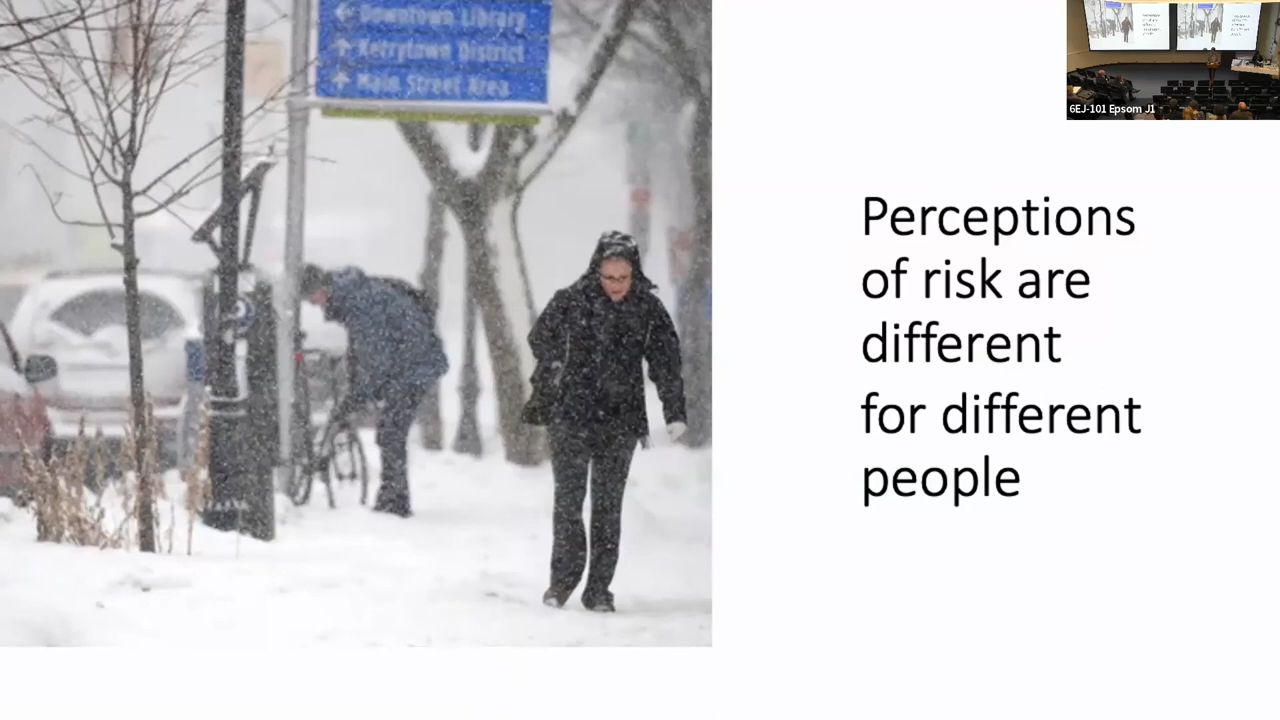 Downtown Library
Kerrytown District
Main Street Area
6EJ-101 Epsom J1
Perceptions
of risk are
different
for different
people